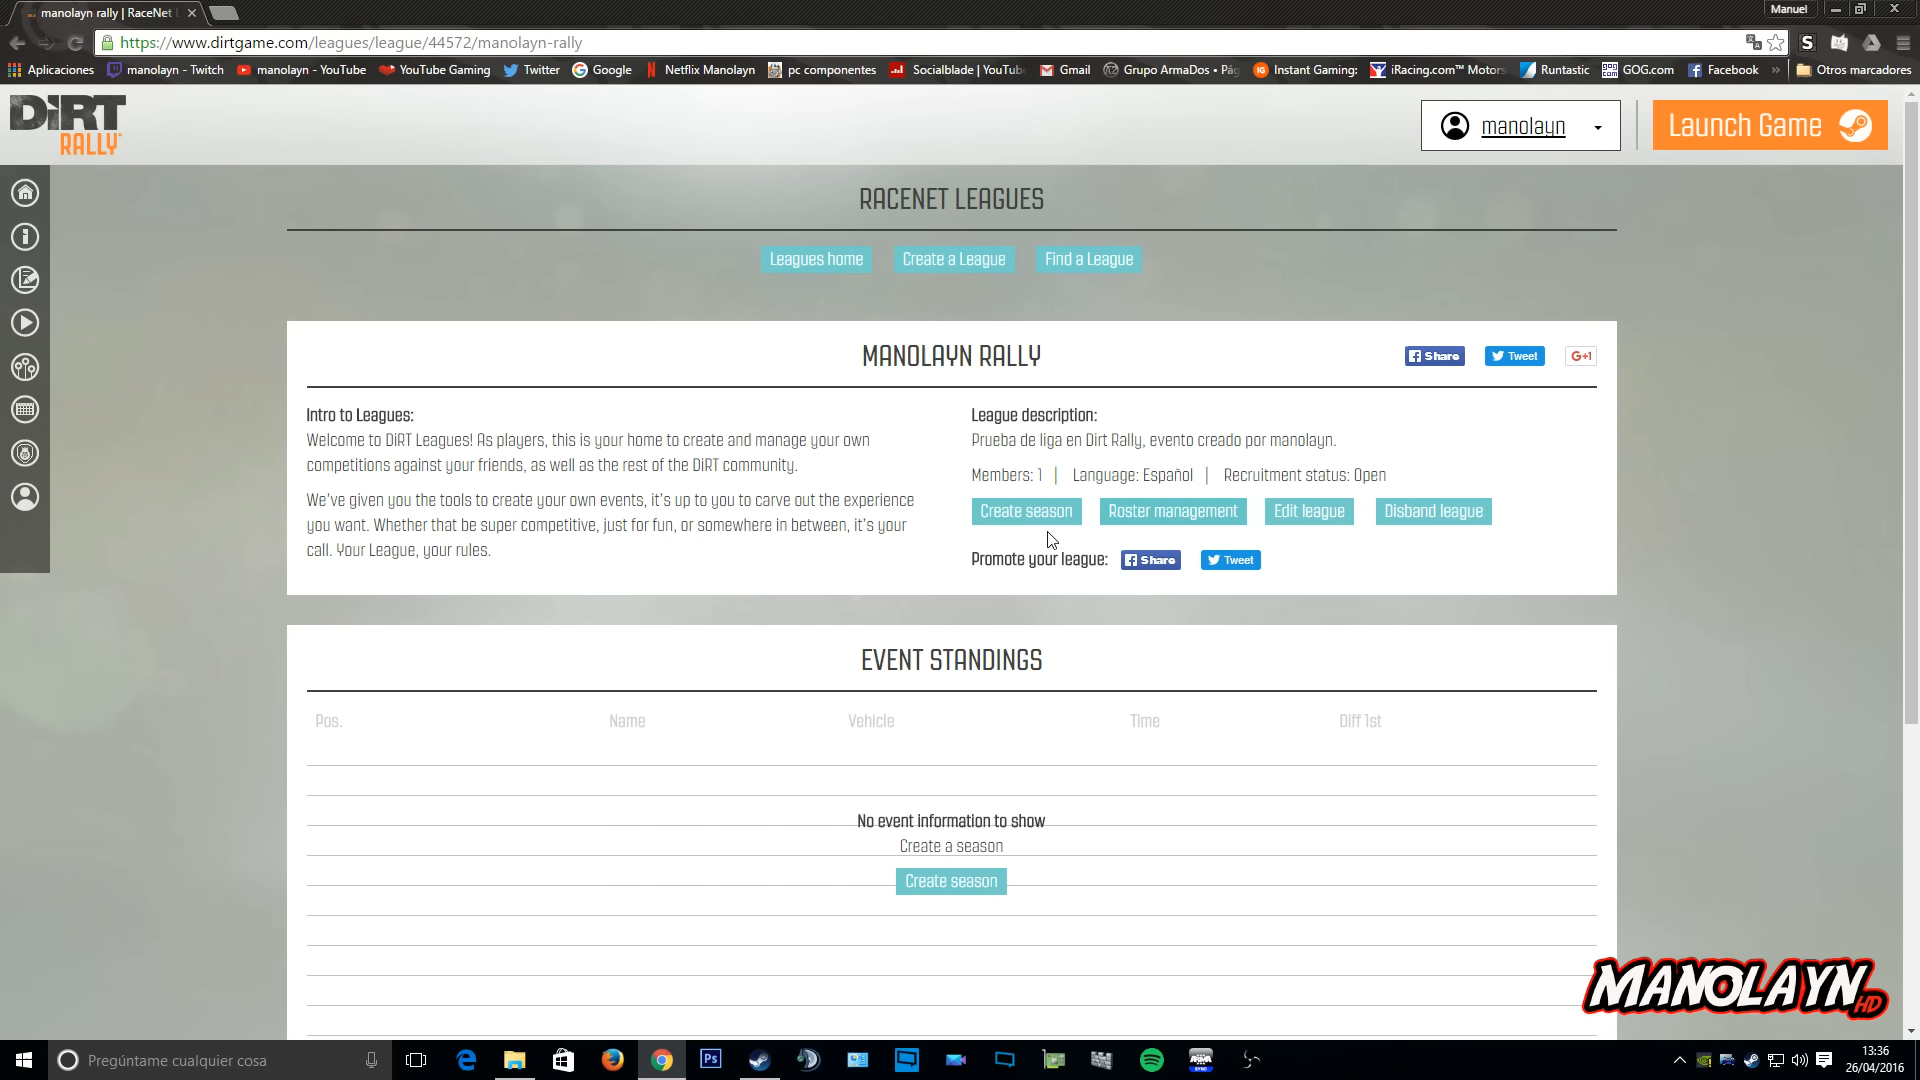 manolayn rally | RaceNet
Manuel
https://www.dirtgame.com/leagues/league/44572/manolayn-rally
Aplicaciones manolayn - Twitch manolayn - YouTube YouTube Gaming Twitter Google Netflix Manolayn pc componentes Socialblade | YouTub Gmail Grupo ArmaDos • Pág Instant Gaming: iRacing.com™ Motors Runtastic GOG.com Facebook » Otros marcadores
DiRT
RALLY
manolayn
Launch Game
RACENET LEAGUES
Leagues home Create a League Find a League
MANOLAYN RALLY
Share Tweet G+1
Intro to Leagues:
Welcome to DiRT Leagues! As players, this is your home to create and manage your own
competitions against your friends, as well as the rest of the DiRT community.
We've given you the tools to create your own events, it's up to you to carve out the experience
you want. Whether that be super competitive, just for fun, or somewhere in between, it's your
call. Your League, your rules.
League description:
Prueba de liga en Dirt Rally, evento creado por manolayn.
Members: 1 | Language: Español | Recruitment status: Open
Create season Roster management Edit league Disband league
Promote your league: Share Tweet
EVENT STANDINGS
Pos. Name Vehicle Time Diff 1st
No event information to show
Create a season
Create season
MANOLAYN HD
Pregúntame cualquier cosa
Ps
13:36
26/04/2016